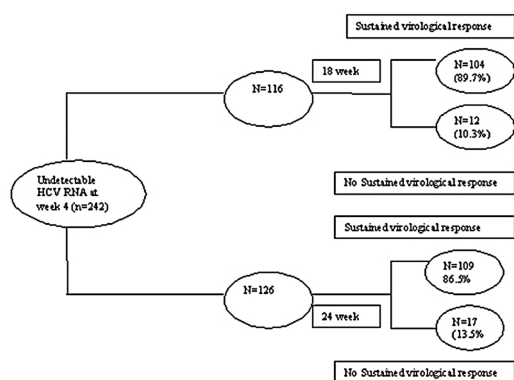 Sustained virological response
18 week
N=116
N=104
(89.7%)
N=12
(10.3%)
No Sustained virological response
Undetectable
HCV RNA at
week 4 (n=242)
Sustained virological response
N=126
24 week
N=109
86.5%
N=17
(13.5%
No Sustained virological response